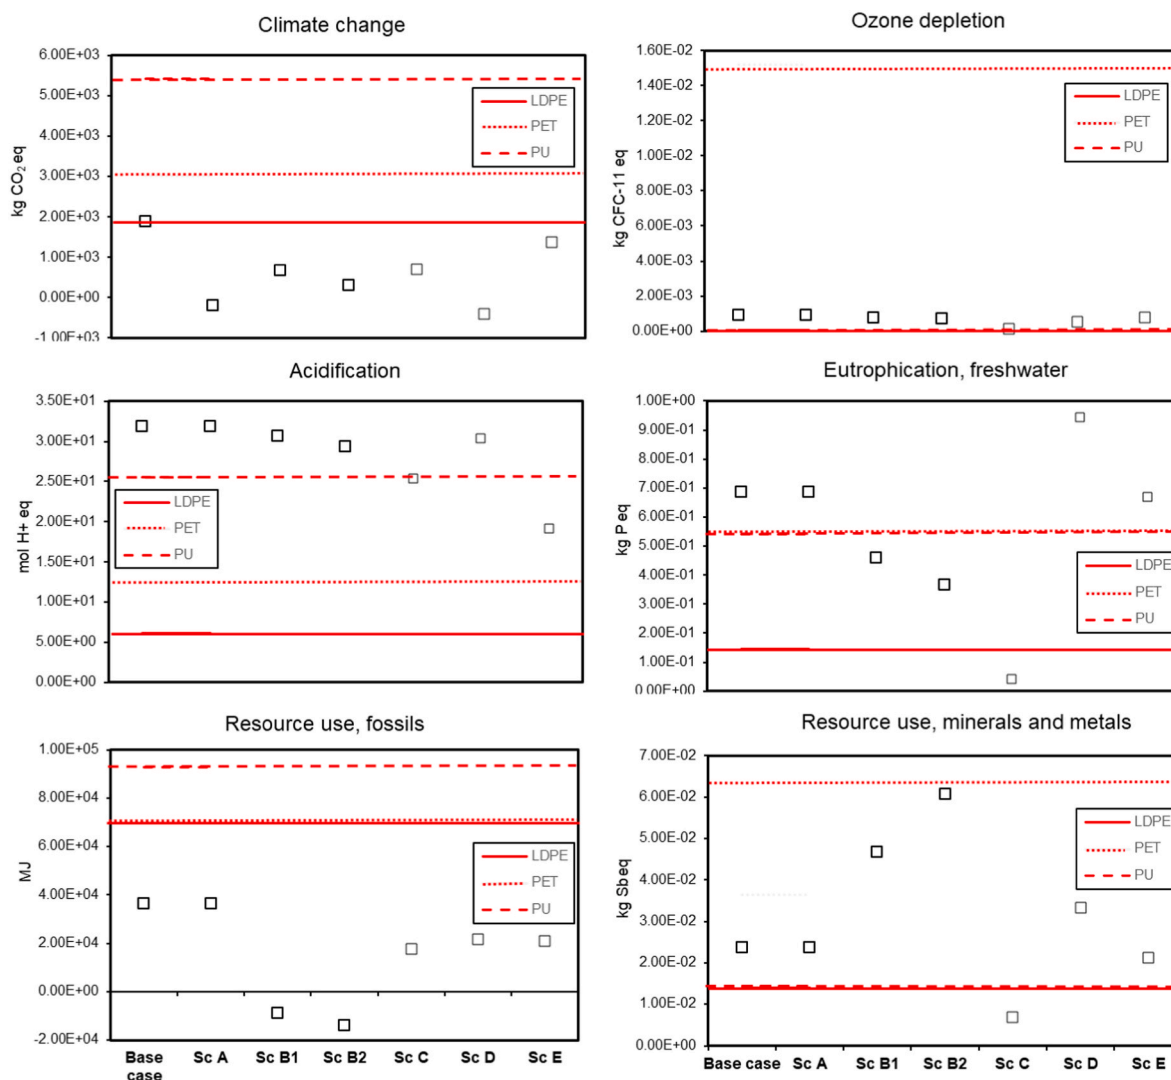 Climate change
6.00E+03
5.00E+03
4.00E+03
3.00E+03
2.00E+03
1.00E+03
0.00E+00
-1.00E+03
kg CO2 eq
LDPE
PET
PU
Ozone depletion
1.60E-02
1.40E-02
1.20E-02
1.00E-02
8.00E-03
6.00E-03
4.00E-03
2.00E-03
0.00E+00
kg CFC-11 eq
LDPE
PET
PU
Acidification
3.50E+01
3.00E+01
2.50E+01
2.00E+01
1.50E+01
1.00E+01
5.00E+00
0.00E+00
mol H+ eq
LDPE
PET
PU
Eutrophication, freshwater
1.00E+00
9.00E-01
8.00E-01
7.00E-01
6.00E-01
5.00E-01
4.00E-01
3.00E-01
2.00E-01
1.00E-01
0.00E+00
kg P eq
LDPE
PET
PU
Resource use, fossils
1.00E+05
8.00E+04
6.00E+04
4.00E+04
2.00E+04
0.00E+00
-2.00E+04
MJ
LDPE
PET
PU
Base case Sc A Sc B1 Sc B2 Sc C Sc D Sc E
Resource use, minerals and metals
7.00E-02
6.00E-02
5.00E-02
4.00E-02
3.00E-02
2.00E-02
1.00E-02
0.00E+00
kg Sb eq
LDPE
PET
PU
Base case Sc A Sc B1 Sc B2 Sc C Sc D Sc E